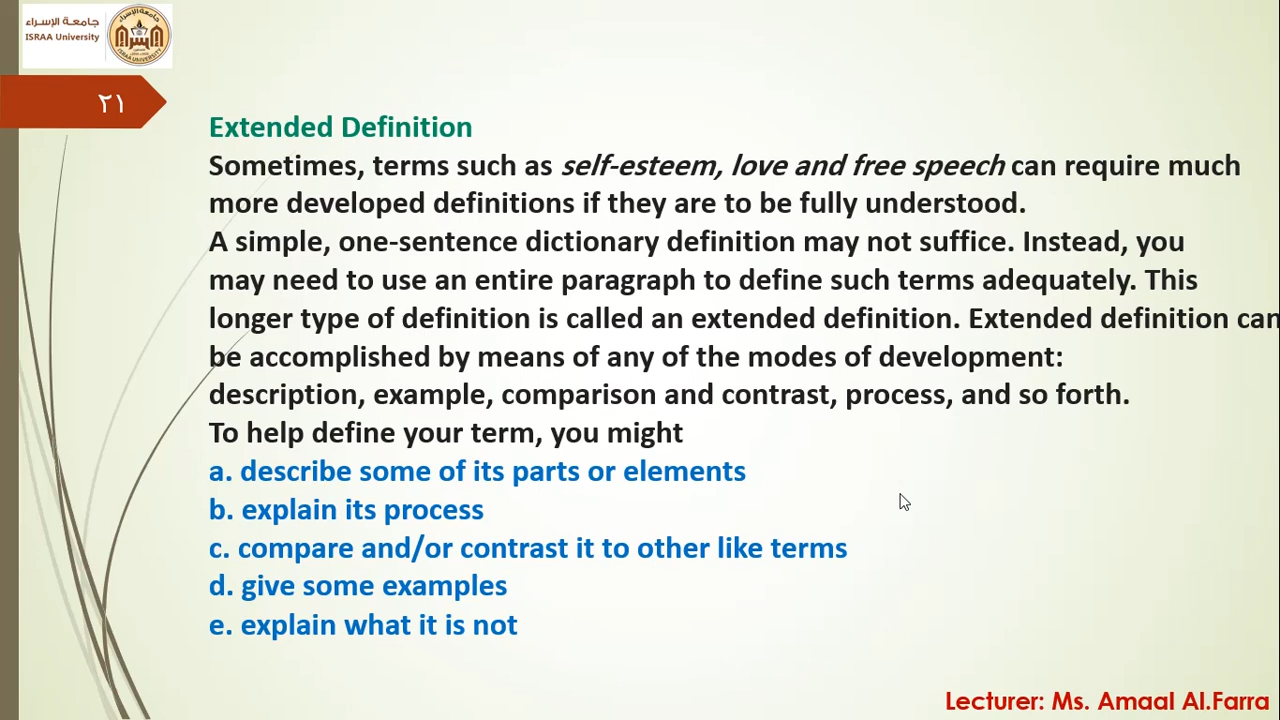 جامعة الإسراء
ISRAA University
٢١
Extended Definition
Sometimes, terms such as self-esteem, love and free speech can require much
more developed definitions if they are to be fully understood.
A simple, one-sentence dictionary definition may not suffice. Instead, you
may need to use an entire paragraph to define such terms adequately. This
longer type of definition is called an extended definition. Extended definition can
be accomplished by means of any of the modes of development:
description, example, comparison and contrast, process, and so forth.
To help define your term, you might
a. describe some of its parts or elements
b. explain its process
c. compare and/or contrast it to other like terms
d. give some examples
e. explain what it is not
Lecturer: Ms. Amaal Al.Farra